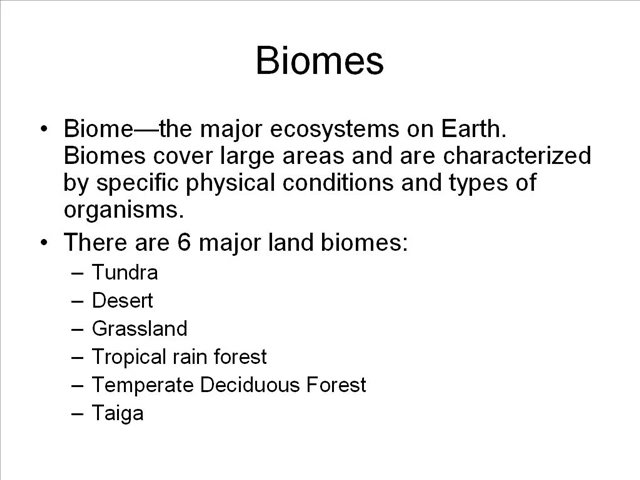 Biomes
• Biome—the major ecosystems on Earth.
Biomes cover large areas and are characterized
by specific physical conditions and types of
organisms.
• There are 6 major land biomes:
– Tundra
– Desert
– Grassland
– Tropical rain forest
– Temperate Deciduous Forest
– Taiga